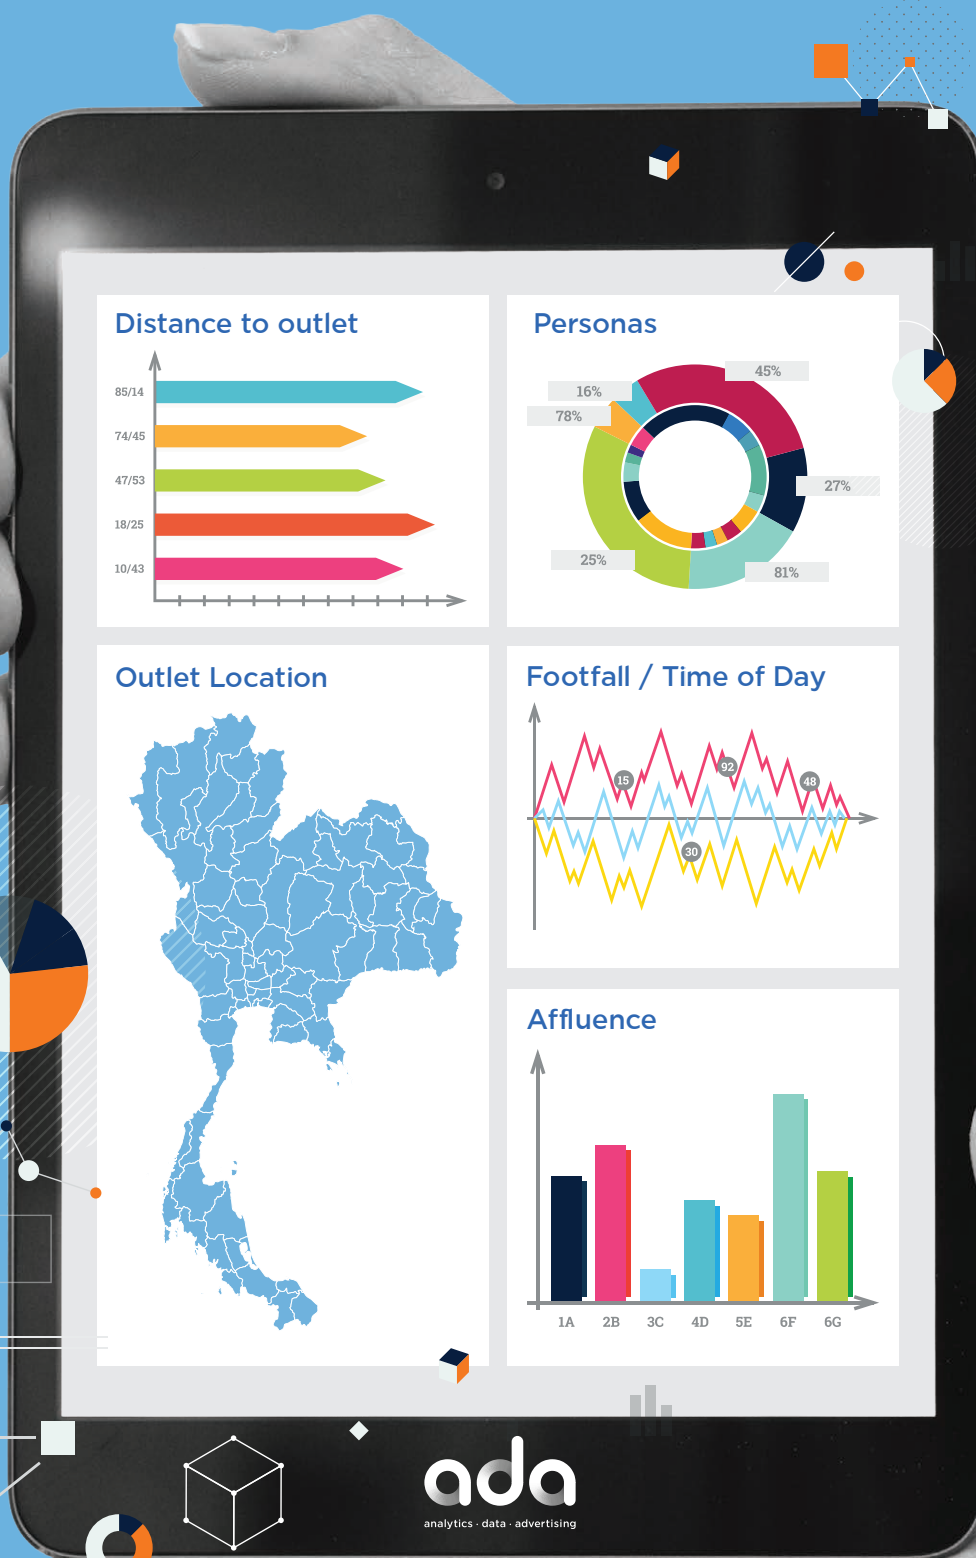 Distance to outlet
85/14
74/45
47/53
18/25
10/43
Personas
45%
16%
78%
27%
25%
81%
Outlet Location
Footfall / Time of Day
15
92
48
30
Affluence
1A
2B
3C
4D
5E
6F
6G
ada
analytics · data · advertising